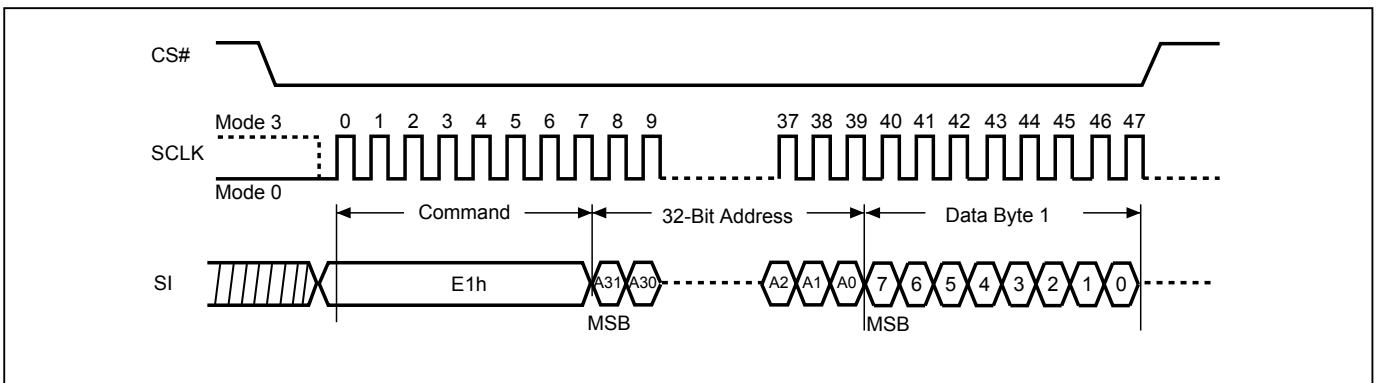 CS#
Mode 3 0 1 2 3 4 5 6 7 8 9 37 38 39 40 41 42 43 44 45 46 47
SCLK
Mode 0
Command 32-Bit Address Data Byte 1
SI E1h A31 A30 A2 A1 A0 7 6 5 4 3 2 1 0
MSB MSB